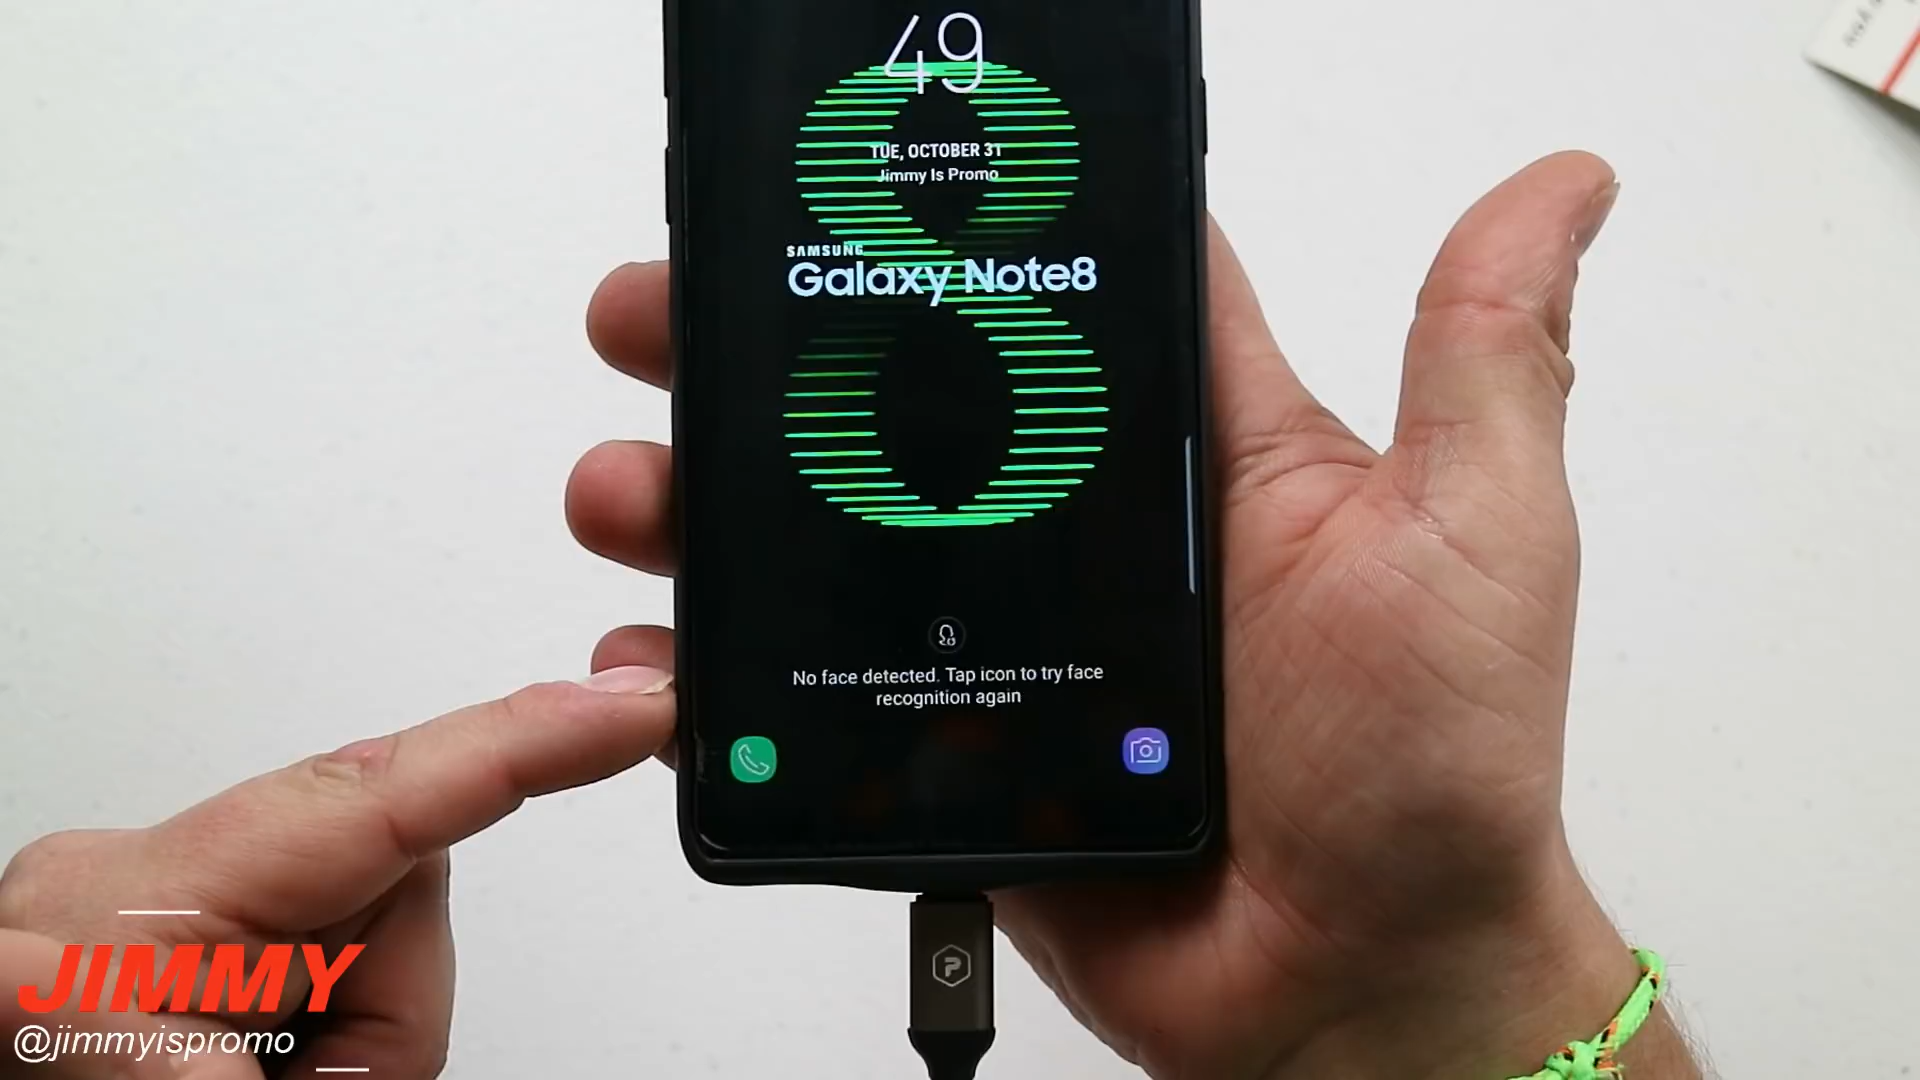 49
TUE, OCTOBER 31
Jimmy Is Promo
SAMSUNG
Galaxy Note8
No face detected. Tap icon to try face
recognition again
P
JIMMY
@jimmyispromo